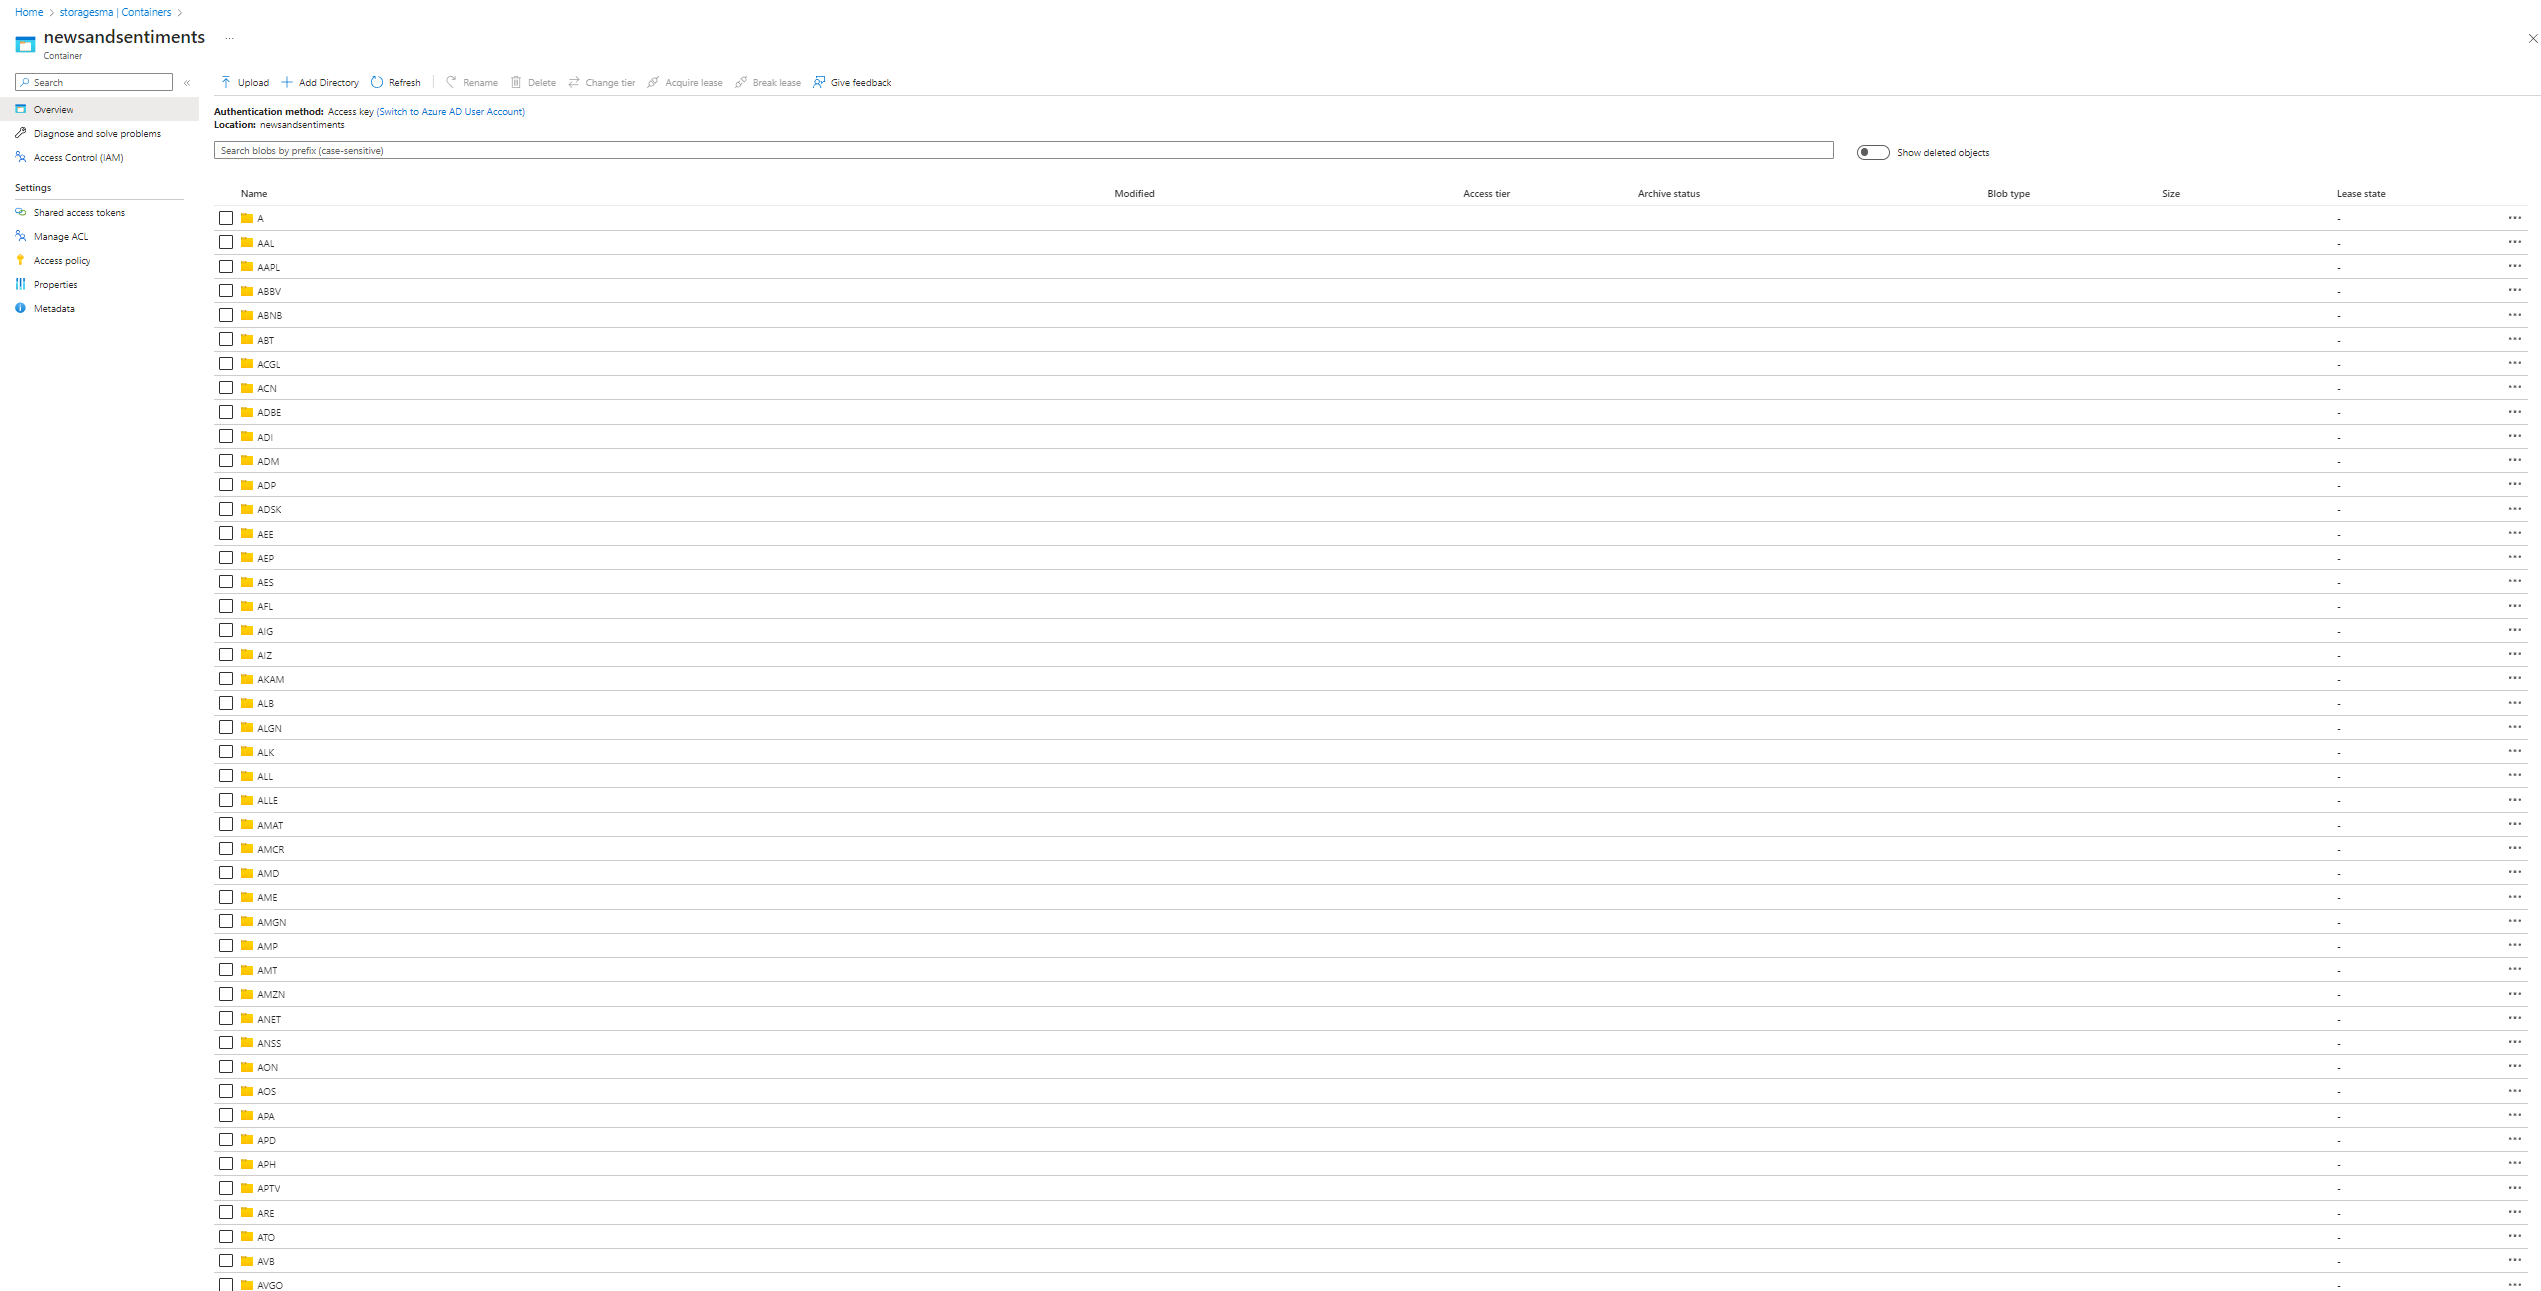 Home > storagesma | Containers >
newsandsentiments ...
Container
Search «
Upload Add Directory Refresh Rename Delete Change tier Acquire lease Break lease Give feedback
Overview
Diagnose and solve problems
Access Control (IAM)
Settings
Shared access tokens
Manage ACL
Access policy
Properties
Metadata
Authentication method: Access key (Switch to Azure AD User Account)
Location: newsandsentiments
Search blobs by prefix (case-sensitive)
Show deleted objects
Name Modified Access tier Archive status Blob type Size Lease state
A - ...
AAL - ...
AAPL - ...
ABBV - ...
ABNB - ...
ABT - ...
ACGL - ...
ACN - ...
ADBE - ...
ADI - ...
ADM - ...
ADP - ...
ADSK - ...
AEE - ...
AEP - ...
AES - ...
AFL - ...
AIG - ...
AIZ - ...
AKAM - ...
ALB - ...
ALGN - ...
ALK - ...
ALL - ...
ALLE - ...
AMAT - ...
AMCR - ...
AMD - ...
AME - ...
AMGN - ...
AMP - ...
AMT - ...
AMZN - ...
ANET - ...
ANSS - ...
AON - ...
AOS - ...
APA - ...
APD - ...
APH - ...
APTV - ...
ARE - ...
ATO - ...
AVB - ...
AVGO - ...